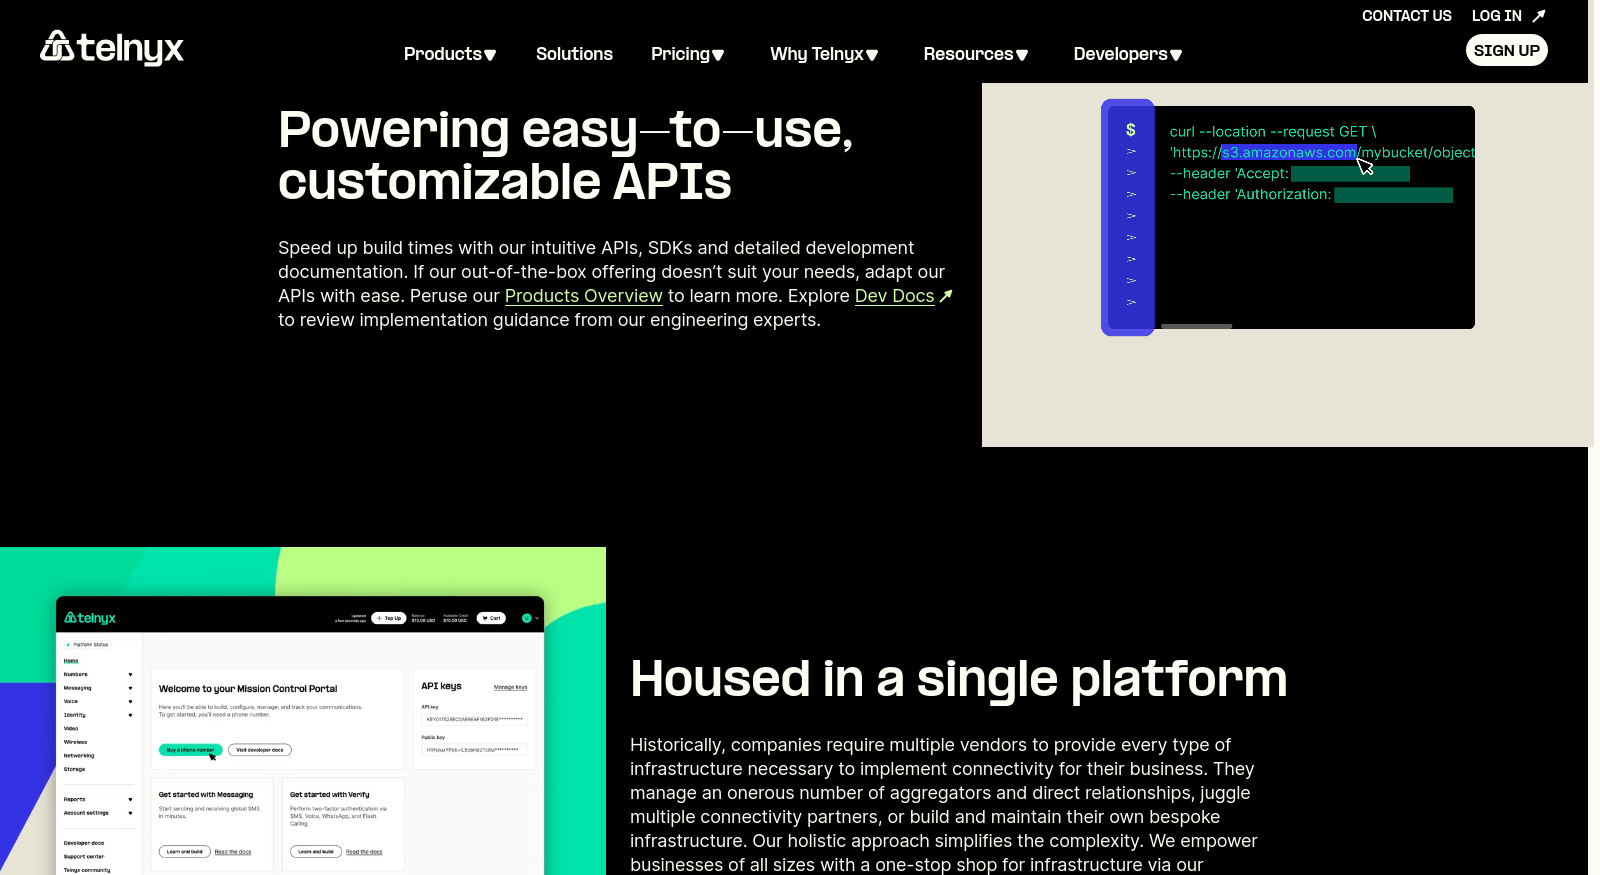 CONTACT US LOG IN
telnyx Products Solutions Pricing Why Telnyx Resources Developers SIGN UP
Powering easy—to—use,
customizable APIs
Speed up build times with our intuitive APIs, SDKs and detailed development
documentation. If our out-of-the-box offering doesn’t suit your needs, adapt our
APIs with ease. Peruse our Products Overview to learn more. Explore Dev Docs
to review implementation guidance from our engineering experts.
$ curl --location --request GET \
> 'https://s3.amazonaws.com/mybucket/object
> --header 'Accept:
> --header 'Authorization:
>
>
>
>
>
telnyx
Top Up
Balance
$10.00 USD
Available Credit
$10.00 USD
Cart
Platform Status
Home
Numbers
Messaging
Voice
Identity
Video
Wireless
Networking
Storage
Reports
Account settings
Developer docs
Support center
Telnyx community
Welcome to your Mission Control Portal
Here you'll be able to build, configure, manage, and track your communications.
To get started, you'll need a phone number.
Buy a phone number Visit developer docs
API keys Manage keys
API key
Public key
Get started with Messaging
Start sending and receiving global SMS
in minutes.
Learn and build Read the docs
Get started with Verify
Perform two-factor authentication via
SMS, Voice, WhatsApp, and Flash
Calling.
Learn and build Read the docs
Housed in a single platform
Historically, companies require multiple vendors to provide every type of
infrastructure necessary to implement connectivity for their business. They
manage an onerous number of aggregators and direct relationships, juggle
multiple connectivity partners, or build and maintain their own bespoke
infrastructure. Our holistic approach simplifies the complexity. We empower
businesses of all sizes with a one-stop shop for infrastructure via our